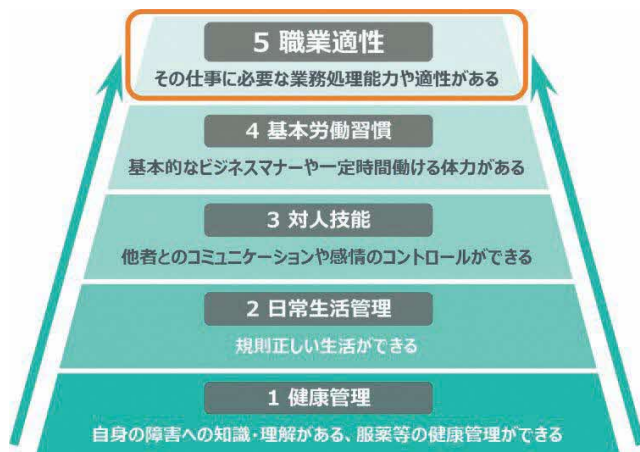 5 職業適性
その仕事に必要な業務処理能力や適性がある
4 基本労働習慣
基本的なビジネスマナーや一定時間働ける体力がある
3 対人技能
他者とのコミュニケーションや感情のコントロールができる
2 日常生活管理
規則正しい生活ができる
1 健康管理
自身の障害への知識・理解がある、服薬等の健康管理ができる